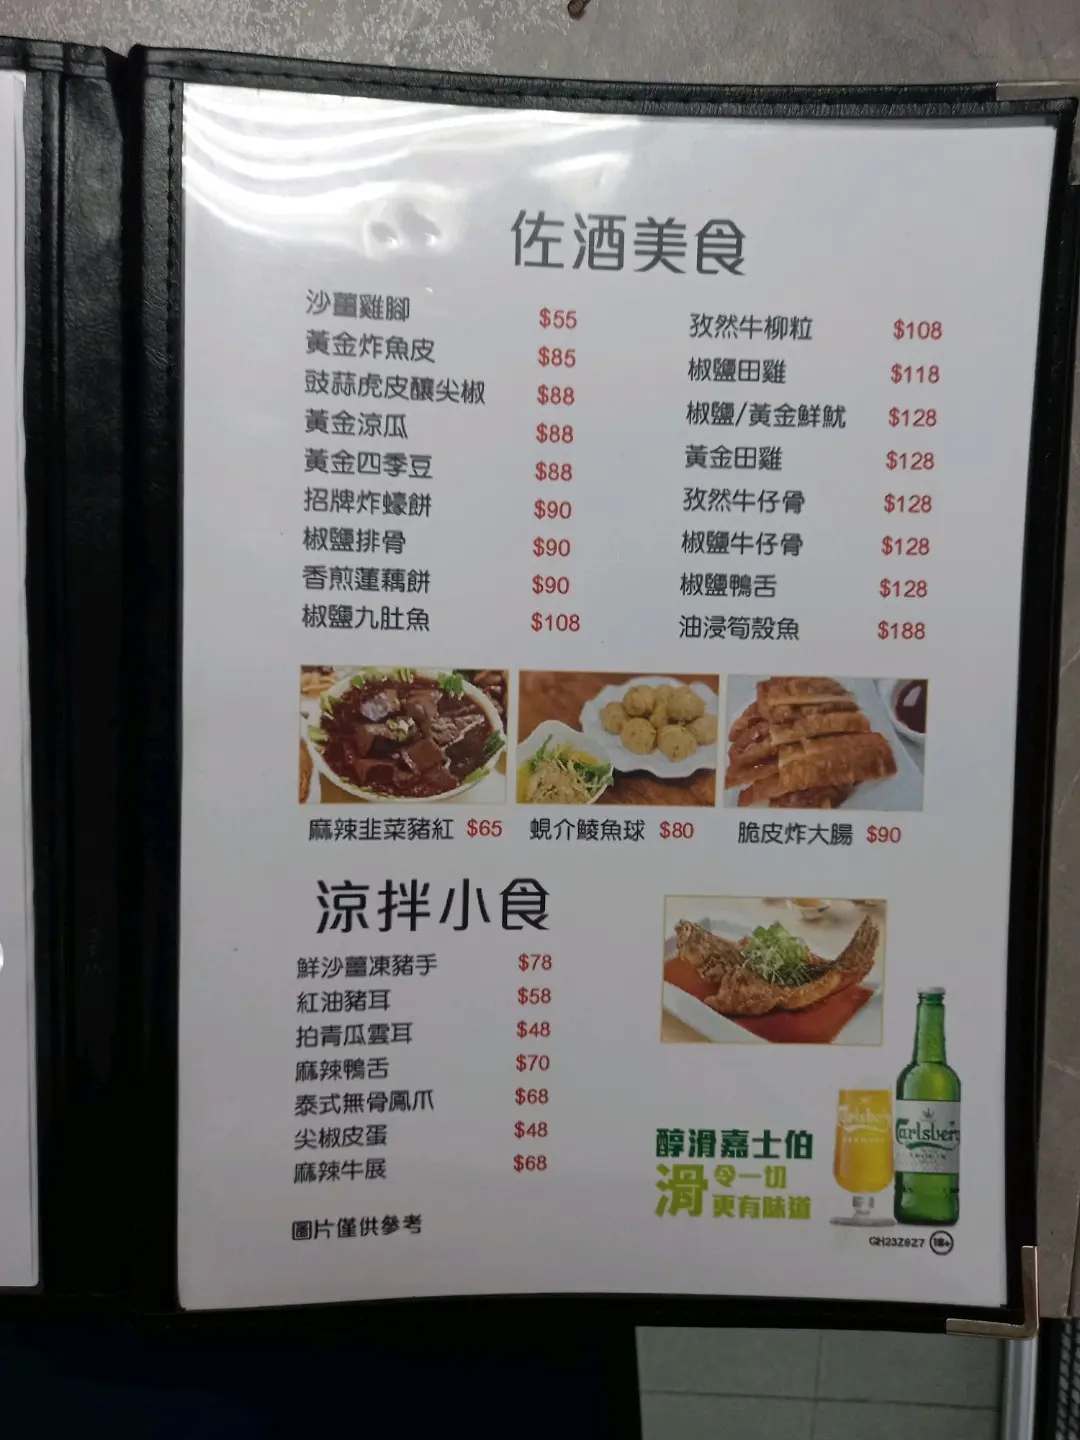 佐酒美食
沙薑雞腳 $55
黃金炸魚皮 $85
豉蒜虎皮釀尖椒 $88
黃金涼瓜 $88
黃金四季豆 $88
招牌炸蠔餅 $90
椒鹽排骨 $90
香煎蓮藕餅 $90
椒鹽九肚魚 $108
孜然牛柳粒 $108
椒鹽田雞 $118
椒鹽/黃金鮮魷 $128
黃金田雞 $128
孜然牛仔骨 $128
椒鹽牛仔骨 $128
椒鹽鴨舌 $128
油浸筍殼魚 $188
麻辣韭菜豬紅 $65
蜆介鯪魚球 $80
脆皮炸大腸 $90
涼拌小食
鮮沙薑凍豬手 $78
紅油豬耳 $58
拍青瓜雲耳 $48
麻辣鴨舌 $70
泰式無骨鳳爪 $68
尖椒皮蛋 $48
麻辣牛展 $68
圖片僅供參考
醇滑嘉士伯
滑令一切
更有味道
Carlsberg
Carlsberg
GH23Z8Z7 18+